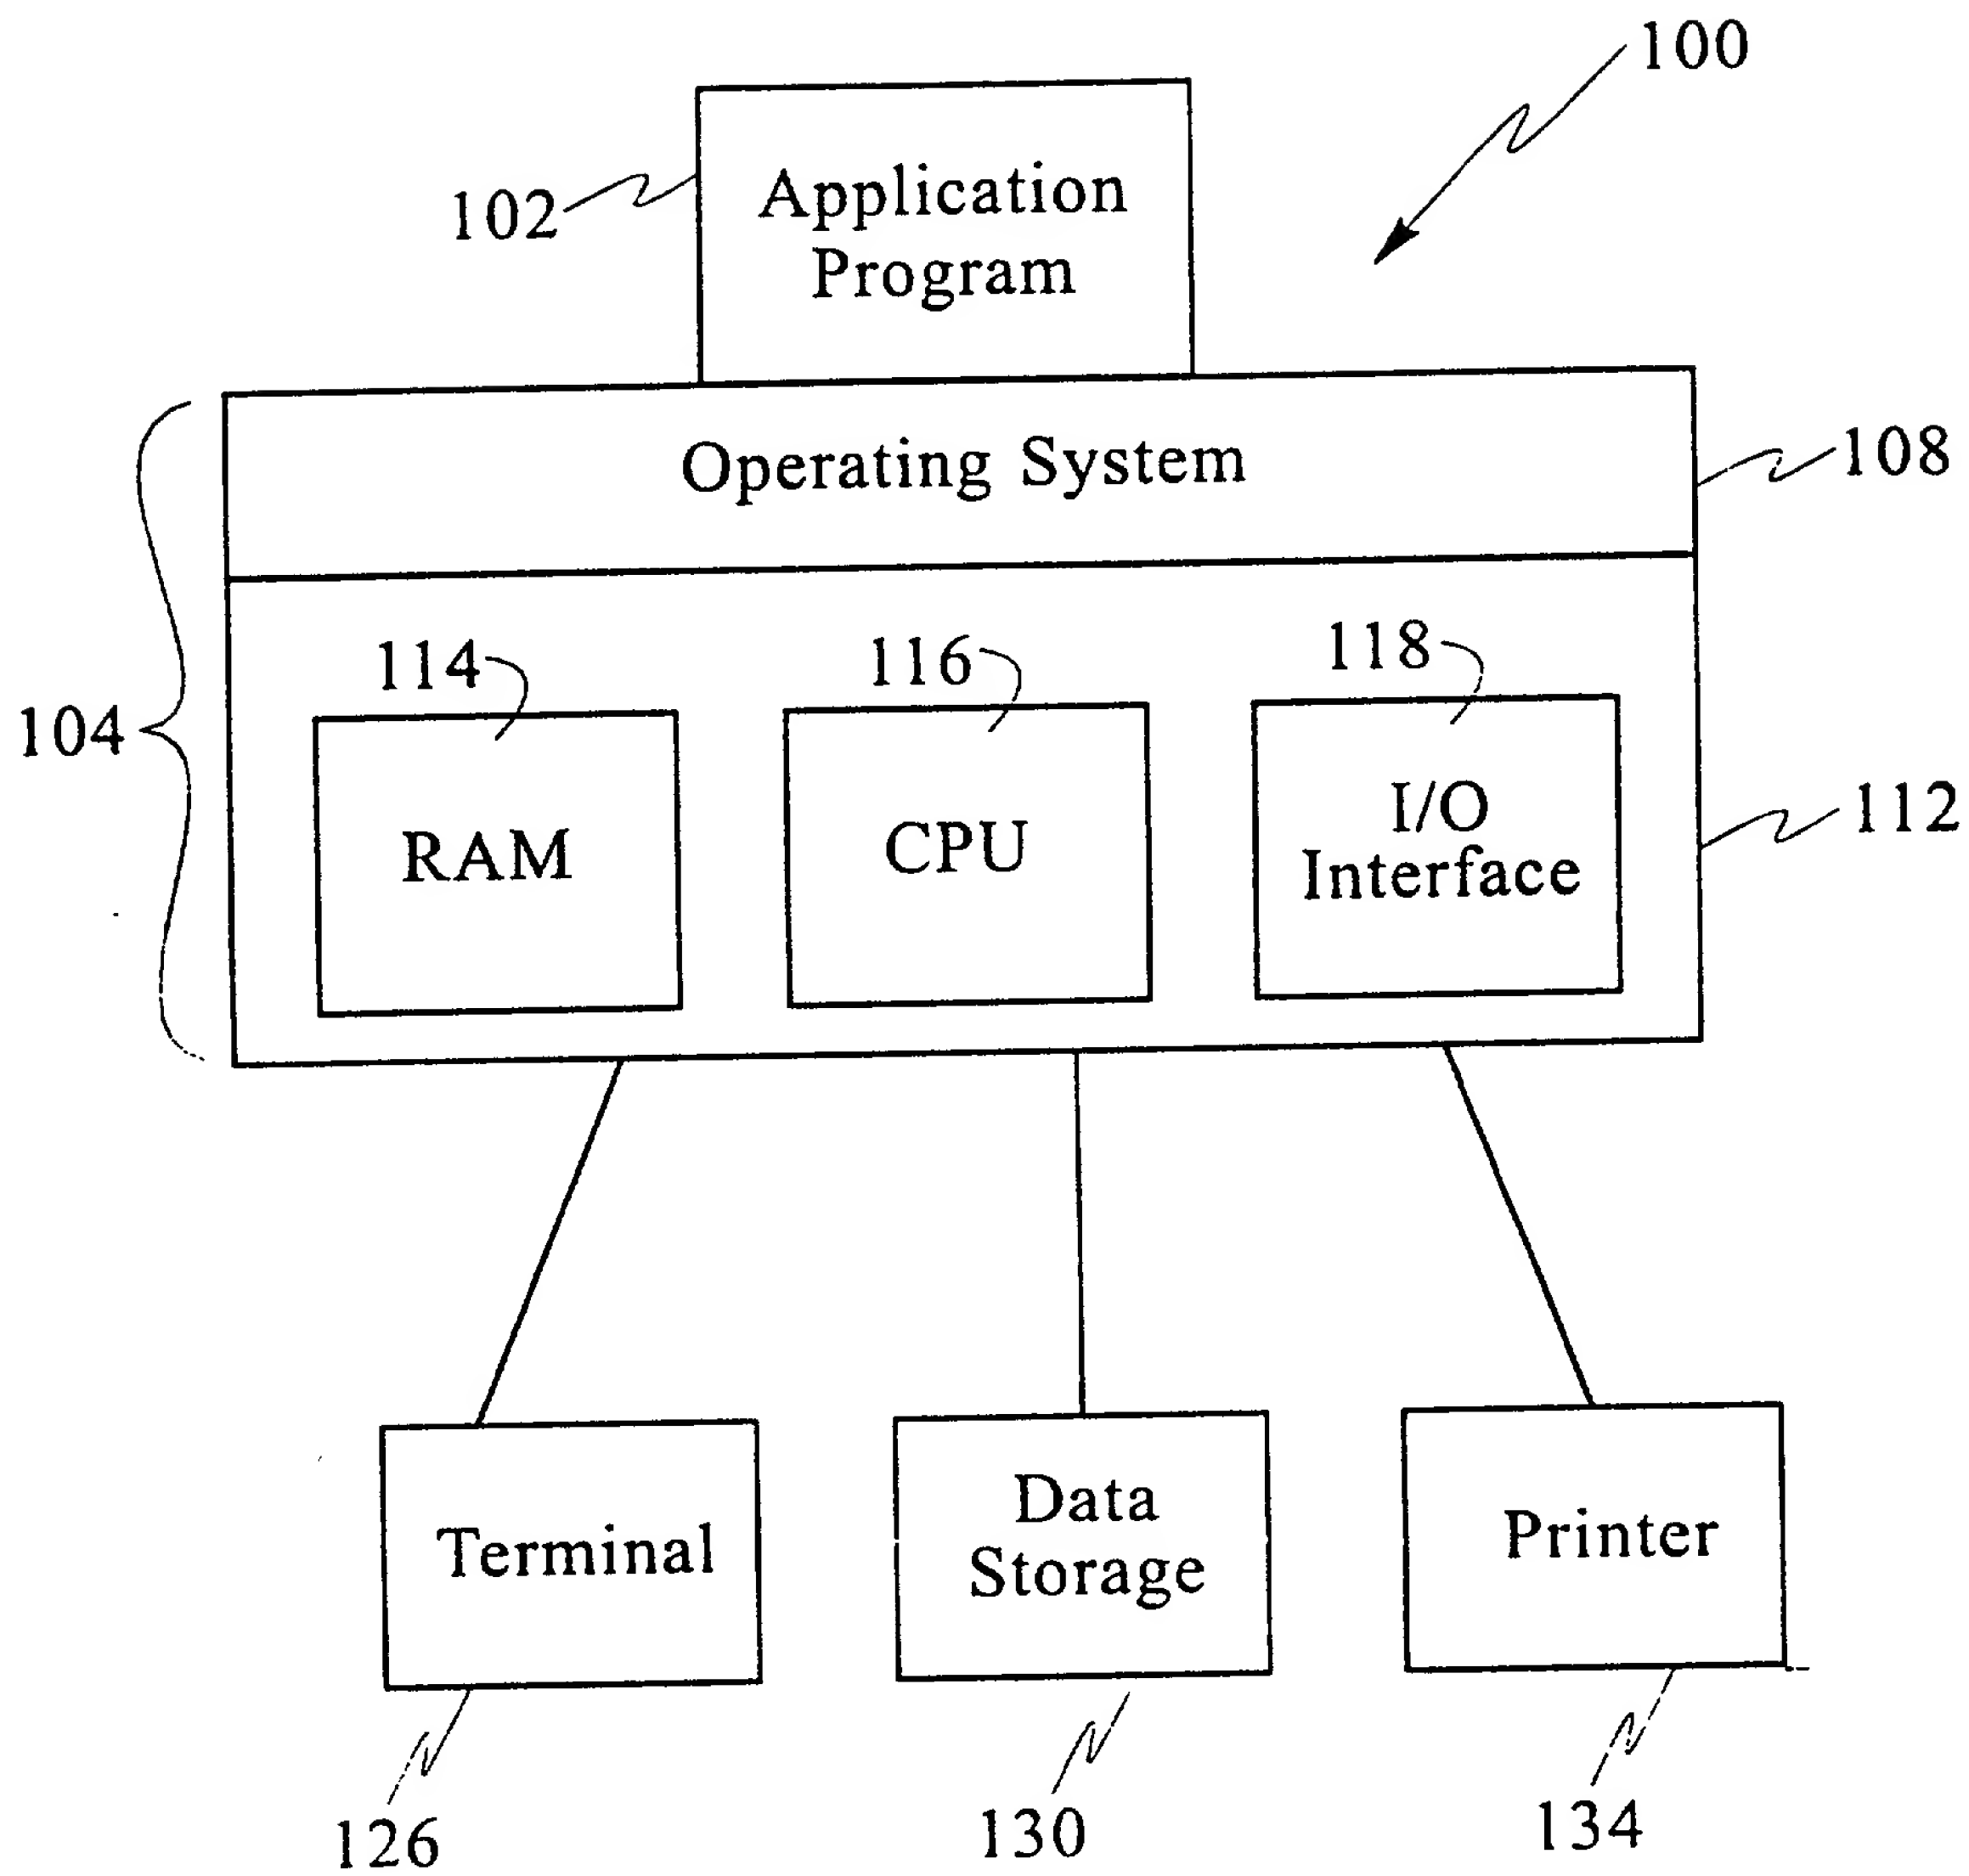 100
102
Application
Program
Operating System
108
104
114
116
118
RAM
CPU
I/O
Interface
112
Terminal
Data
Storage
Printer
126
130
134